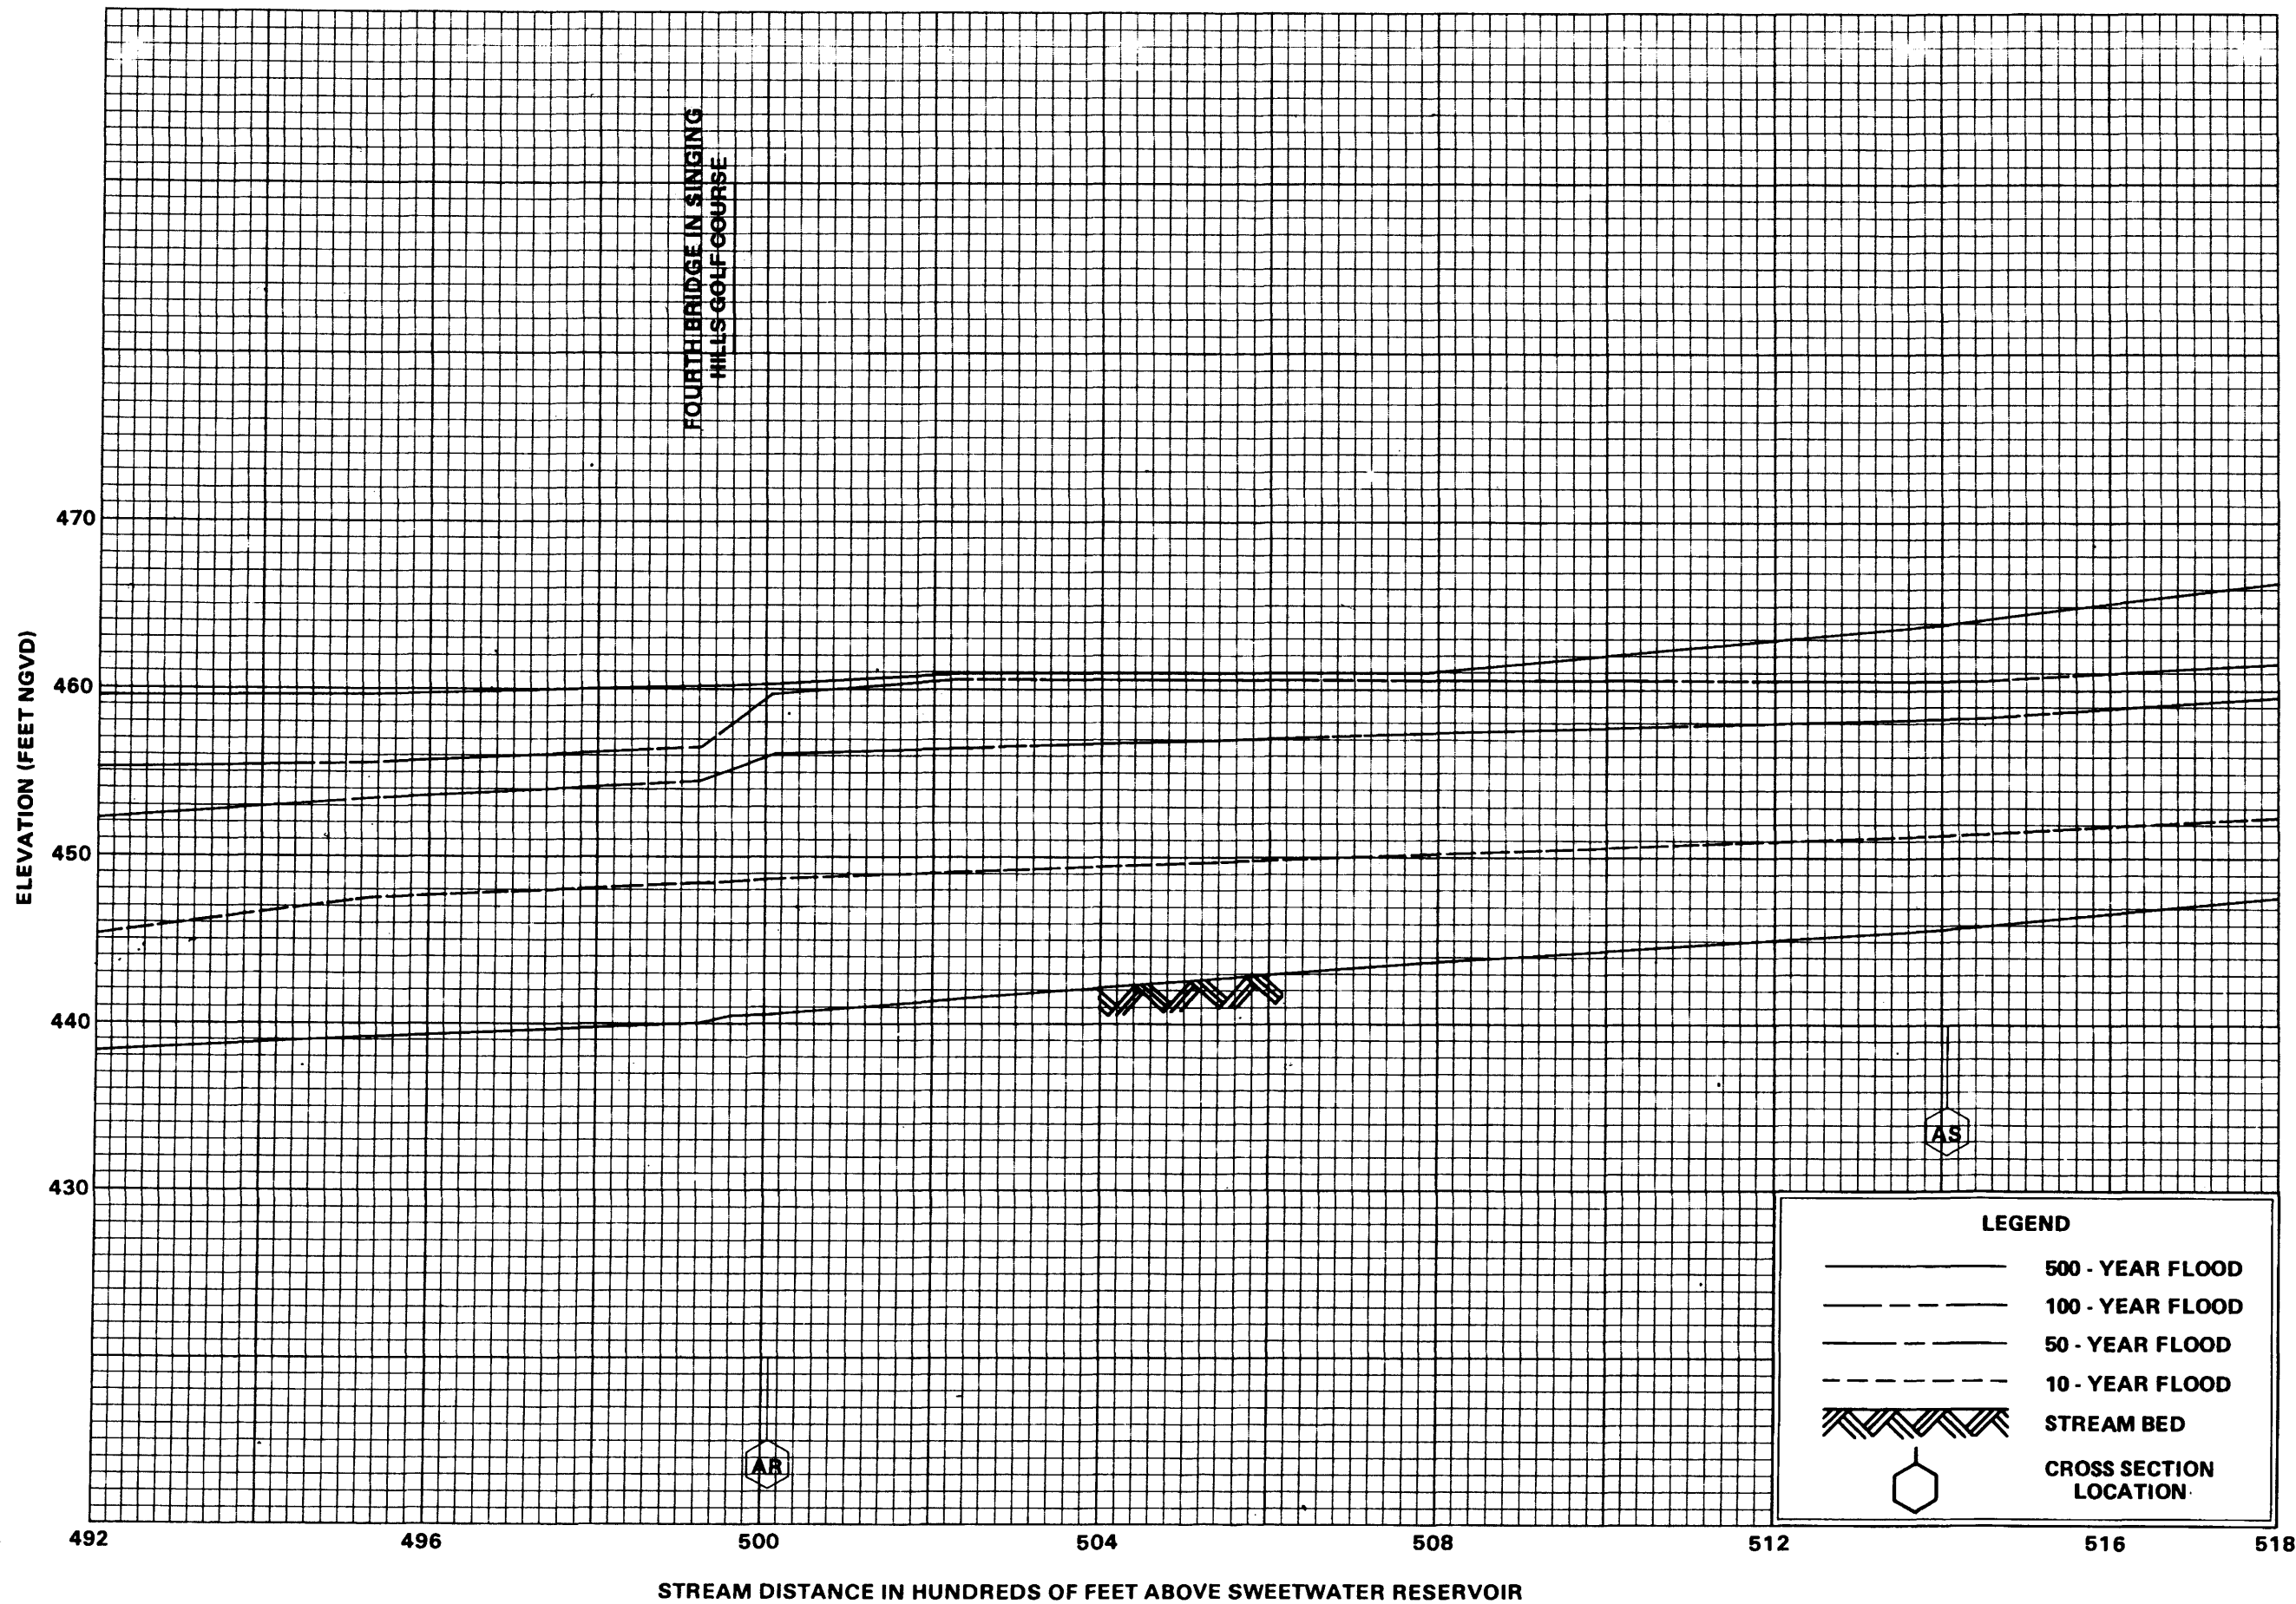 FOURTH BRIDGE IN SINGING
HILLS GOLF COURSE
ELEVATION (FEET NGVD)
470
460
450
440
430
AS
AR
LEGEND
500 - YEAR FLOOD
100 - YEAR FLOOD
50 - YEAR FLOOD
10 - YEAR FLOOD
STREAM BED
CROSS SECTION
LOCATION
492
496
500
504
508
512
516
518
STREAM DISTANCE IN HUNDREDS OF FEET ABOVE SWEETWATER RESERVOIR